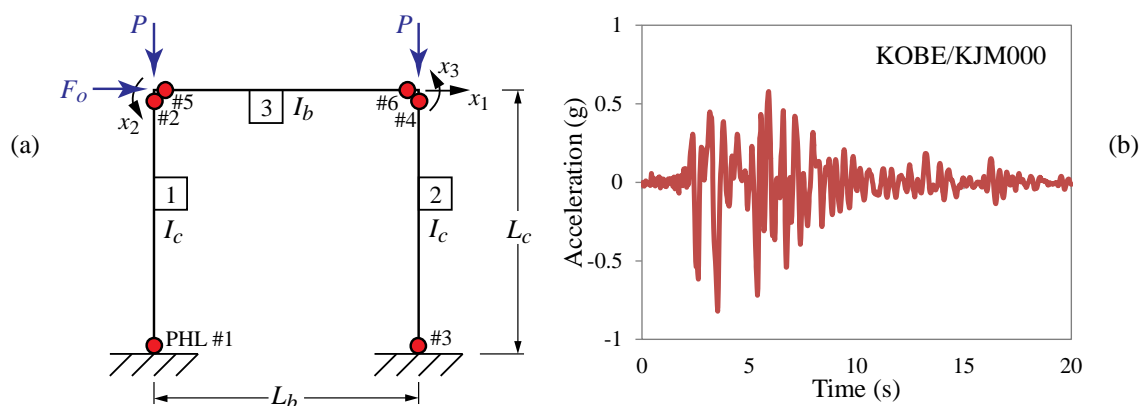 (a)
P
P
F_o
x_2
#5
#2
3
I_b
#6
#4
x_3
x_1
1
I_c
2
I_c
L_c
PHL #1
#3
L_b
KOBE/KJM000
(b)
Acceleration (g)
1
0.5
0
-0.5
-1
0
5
10
15
20
Time (s)